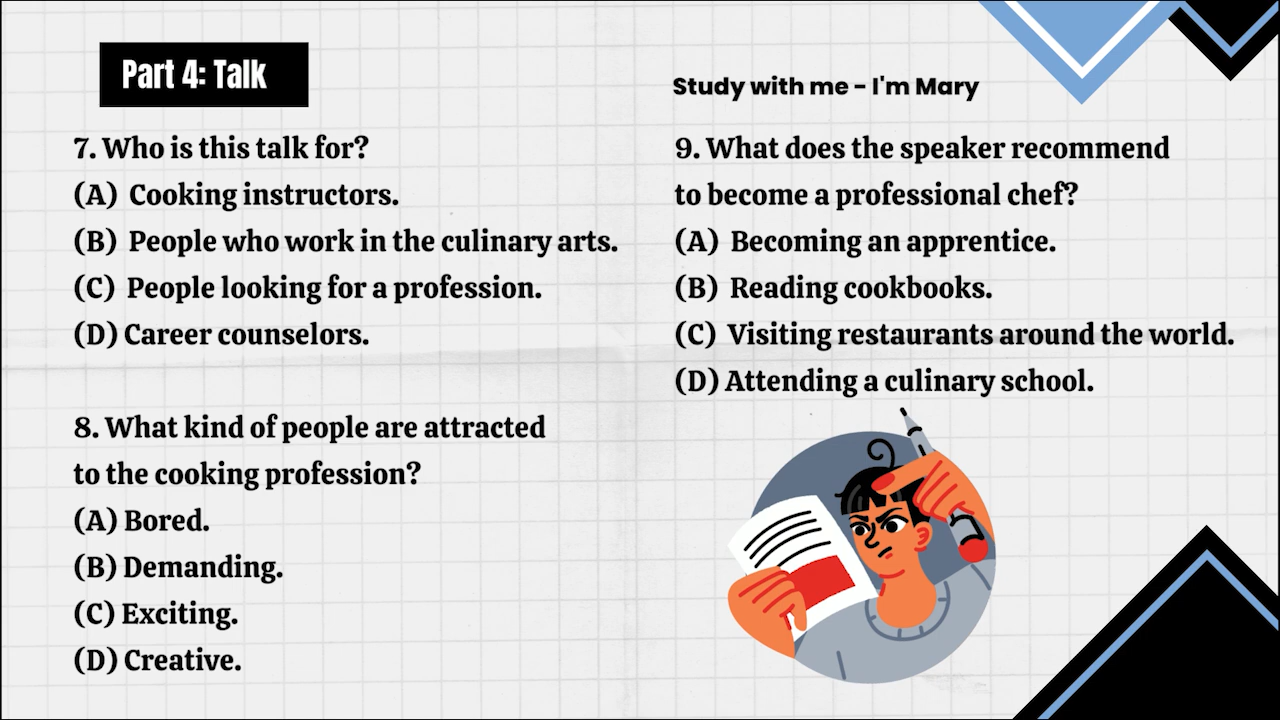 Part 4: Talk
Study with me - I'm Mary
7. Who is this talk for?
(A) Cooking instructors.
(B) People who work in the culinary arts.
(C) People looking for a profession.
(D) Career counselors.
8. What kind of people are attracted
to the cooking profession?
(A) Bored.
(B) Demanding.
(C) Exciting.
(D) Creative.
9. What does the speaker recommend
to become a professional chef?
(A) Becoming an apprentice.
(B) Reading cookbooks.
(C) Visiting restaurants around the world.
(D) Attending a culinary school.